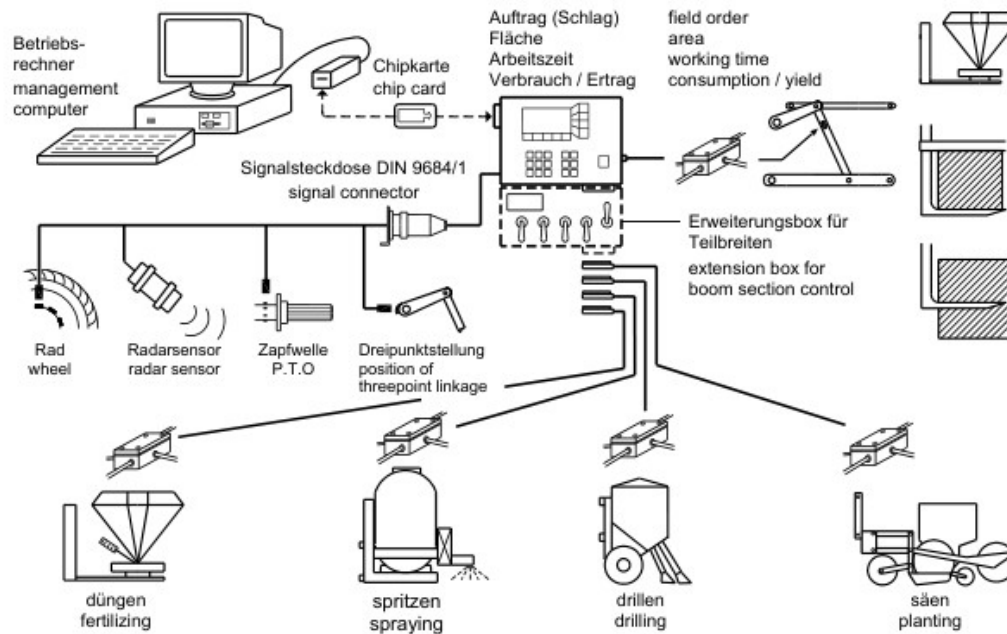 Betriebs-
rechner
management
computer
Chipkarte
chip card
Auftrag (Schlag)
Fläche
Arbeitszeit
Verbrauch / Ertrag
field order
area
working time
consumption / yield
Signalsteckdose DIN 9684/1
signal connector
Erweiterungsbox für
Teilbreiten
extension box for
boom section control
Rad
wheel
Radarsensor
radar sensor
Zapfwelle
P.T.O
Dreipunktstellung
position of
threepoint linkage
düngen
fertilizing
spritzen
spraying
drillen
drilling
säen
planting